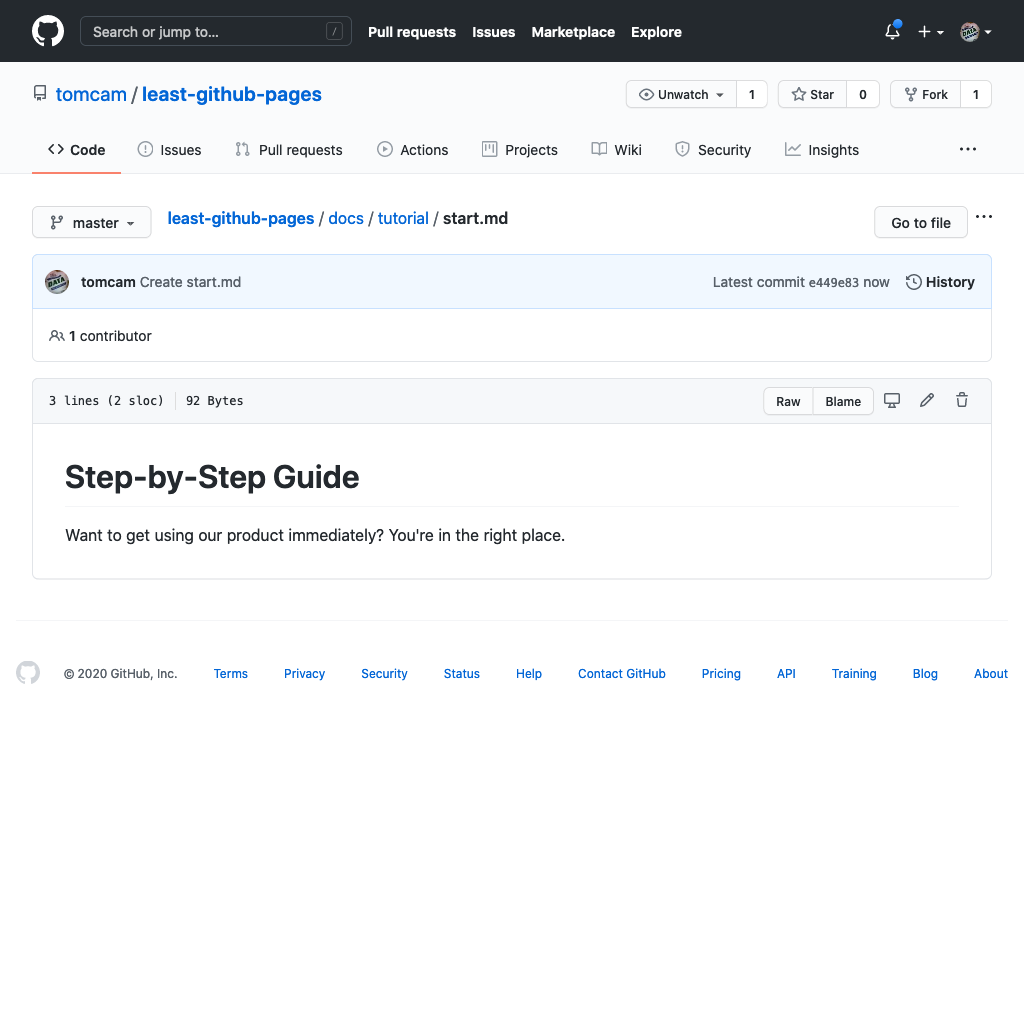 Search or jump to… /
Pull requests Issues Marketplace Explore
tomcam / least-github-pages
Unwatch 1 Star 0 Fork 1
Code Issues Pull requests Actions Projects Wiki Security Insights
master least-github-pages / docs / tutorial / start.md Go to file
tomcam Create start.md Latest commit e449e83 now History
1 contributor
3 lines (2 sloc) 92 Bytes Raw Blame
Step-by-Step Guide
Want to get using our product immediately? You're in the right place.
© 2020 GitHub, Inc. Terms Privacy Security Status Help Contact GitHub Pricing API Training Blog About